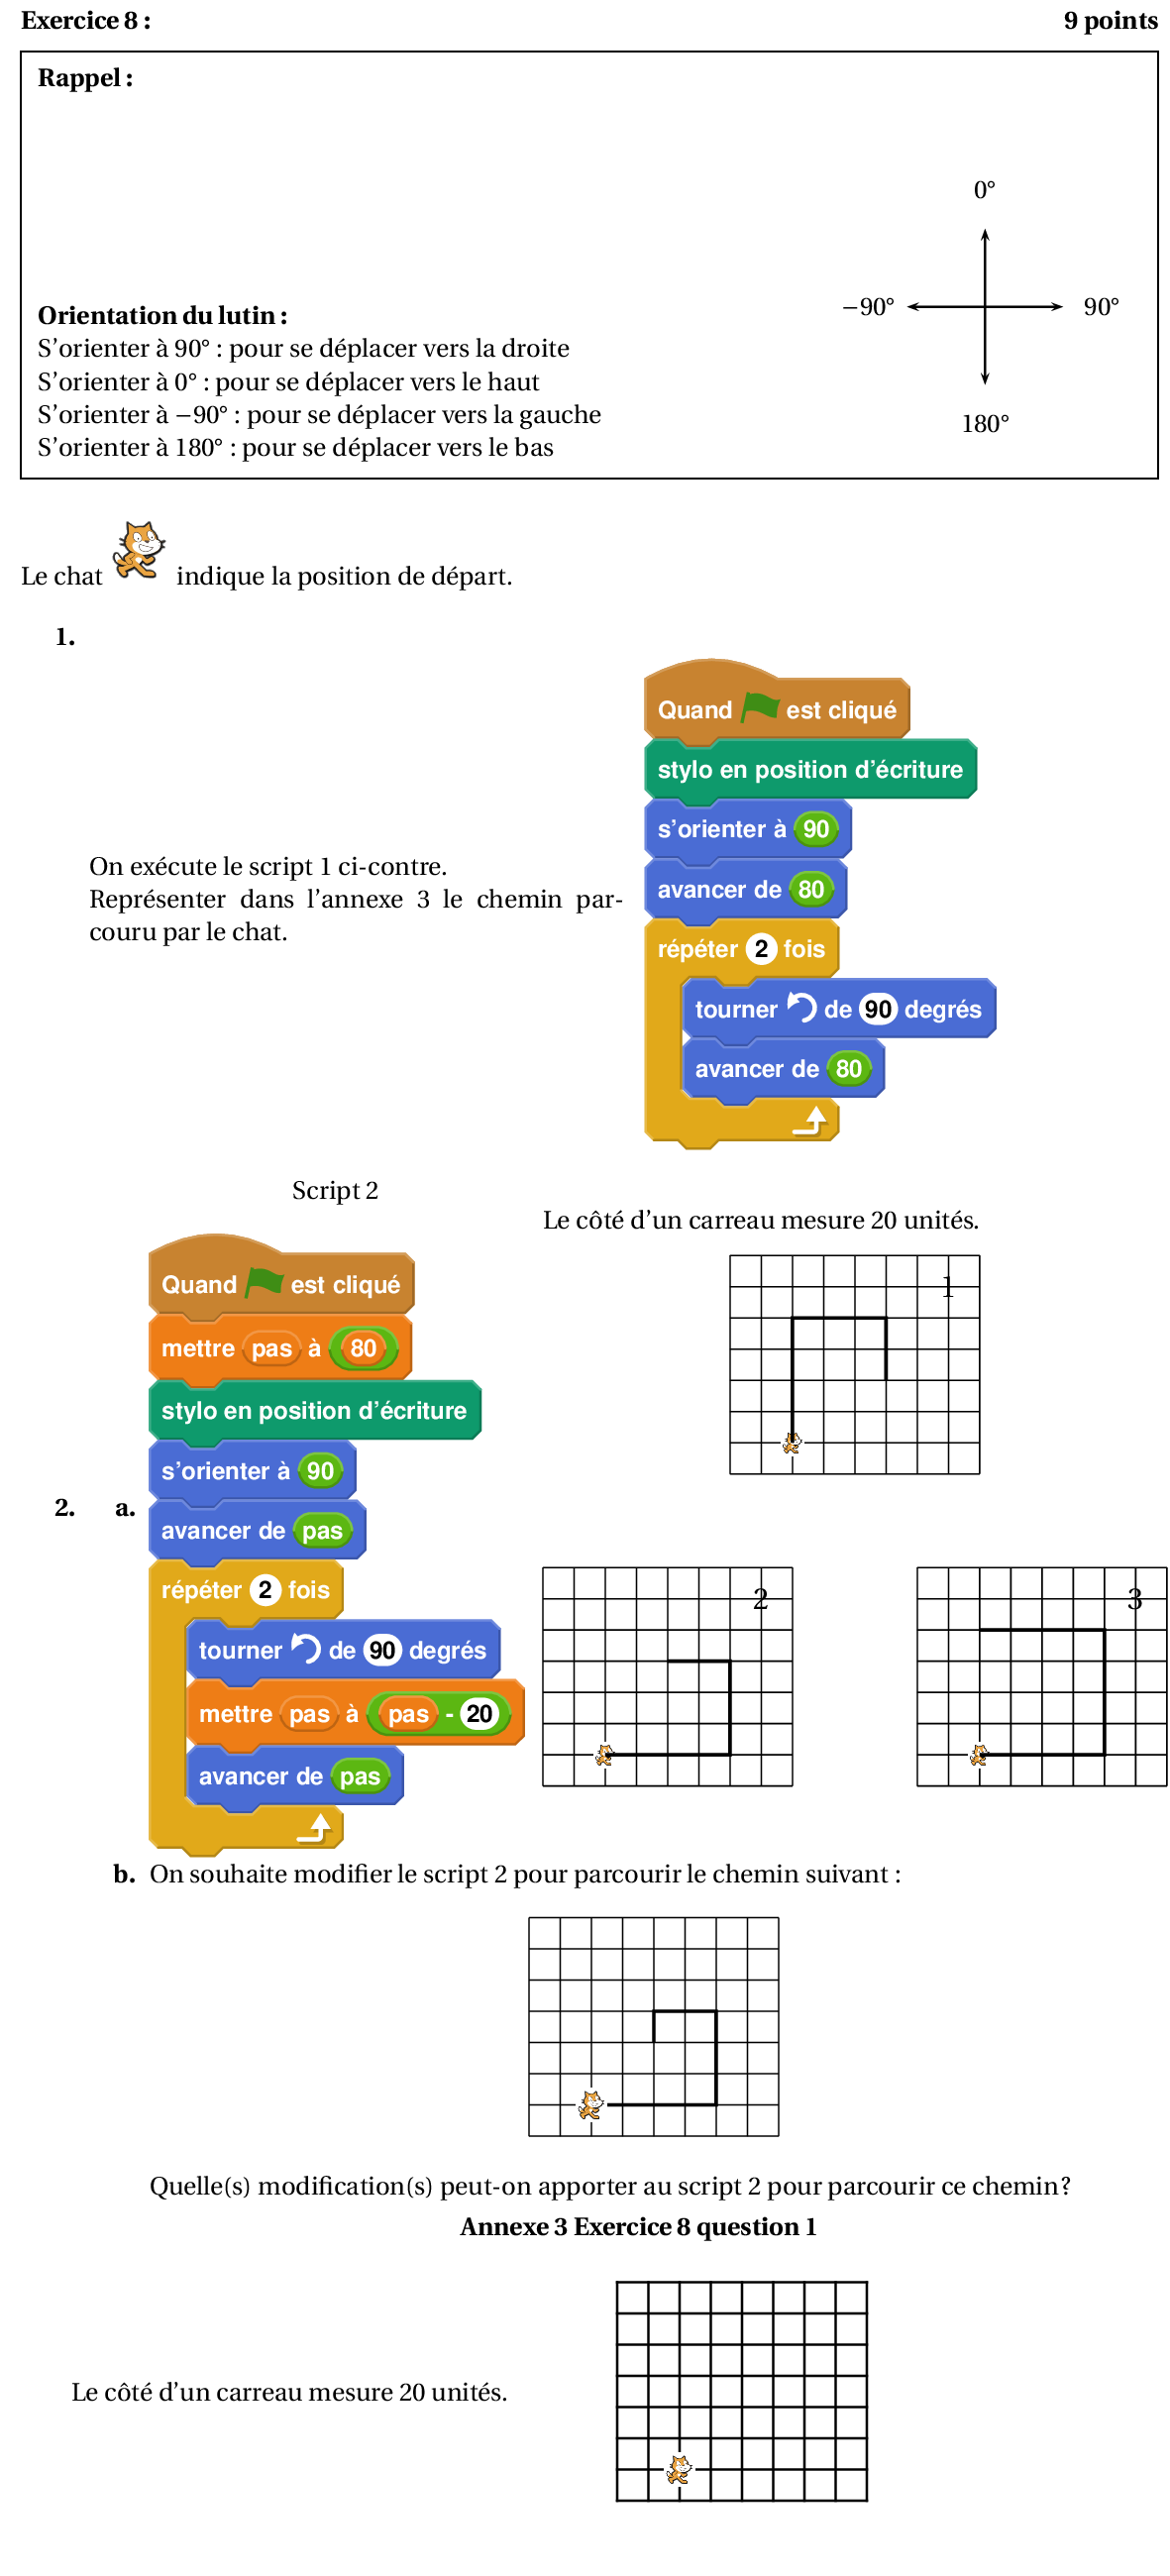 Exercice 8 :
9 points
Rappel :
0°
−90°
90°
180°
Orientation du lutin :
S’orienter à 90° : pour se déplacer vers la droite
S’orienter à 0° : pour se déplacer vers le haut
S’orienter à −90° : pour se déplacer vers la gauche
S’orienter à 180° : pour se déplacer vers le bas
Le chat indique la position de départ.
1.
On exécute le script 1 ci-contre.
Représenter dans l’annexe 3 le chemin par-
couru par le chat.
Quand est cliqué
stylo en position d’écriture
s’orienter à 90
avancer de 80
répéter 2 fois
tourner de 90 degrés
avancer de 80
Script 2
Le côté d’un carreau mesure 20 unités.
2. a.
Quand est cliqué
mettre pas à 80
stylo en position d’écriture
s’orienter à 90
avancer de pas
répéter 2 fois
tourner de 90 degrés
mettre pas à pas - 20
avancer de pas
1
2
3
b. On souhaite modifier le script 2 pour parcourir le chemin suivant :
Quelle(s) modification(s) peut-on apporter au script 2 pour parcourir ce chemin?
Annexe 3 Exercice 8 question 1
Le côté d’un carreau mesure 20 unités.